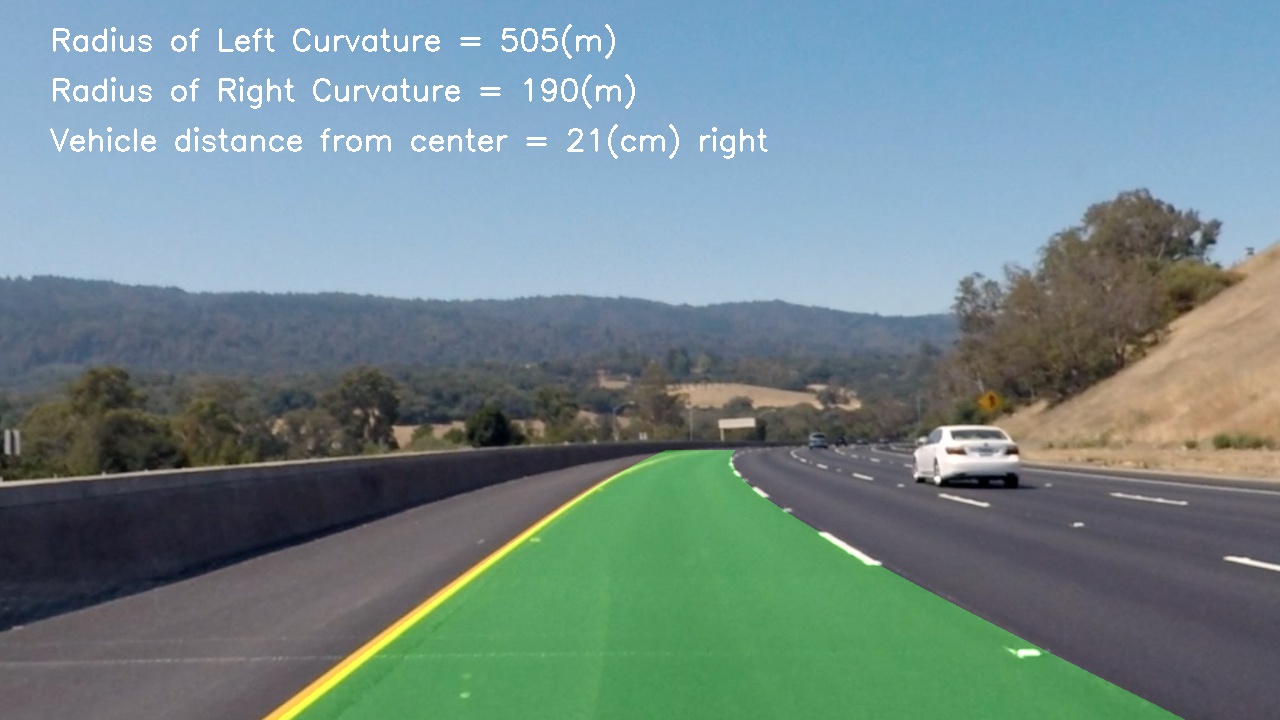 Radius of Left Curvature = 505(m)
Radius of Right Curvature = 190(m)
Vehicle distance from center = 21(cm) right